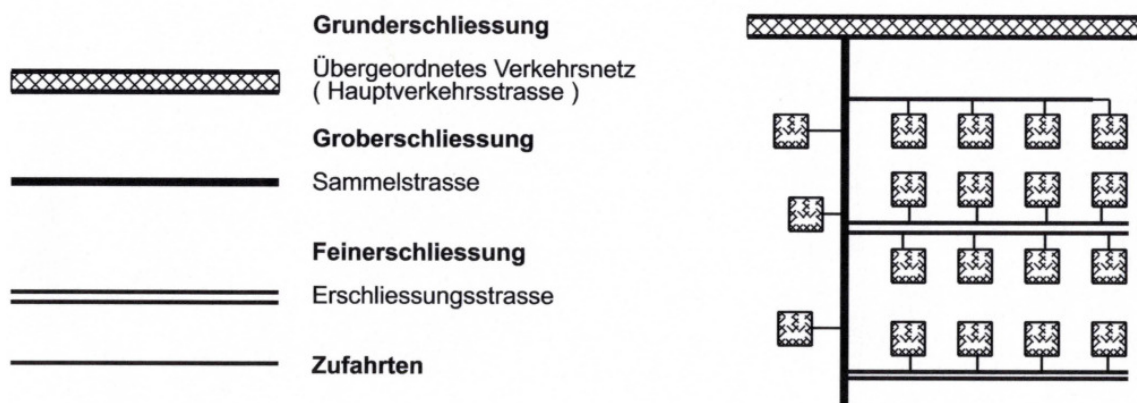 Grunderschliessung
Übergeordnetes Verkehrsnetz
( Hauptverkehrsstrasse )
Groberschliessung
Sammelstrasse
Feinerschliessung
Erschliessungsstrasse
Zufahrten